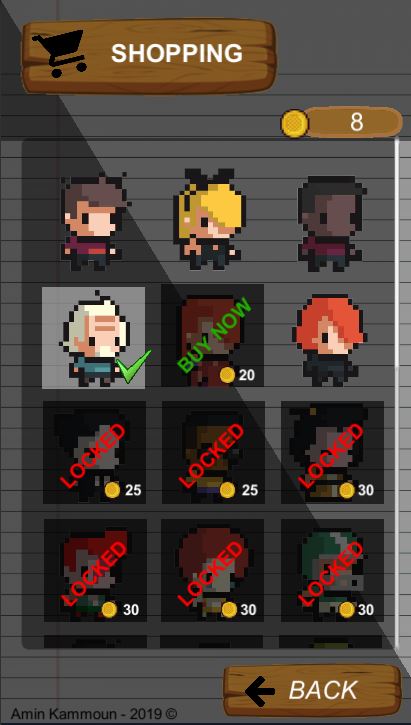 SHOPPING
8
BUY NOW
20
LOCKED
25
LOCKED
25
LOCKED
30
LOCKED
30
LOCKED
30
LOCKED
30
BACK
Amin Kammoun - 2019 ©